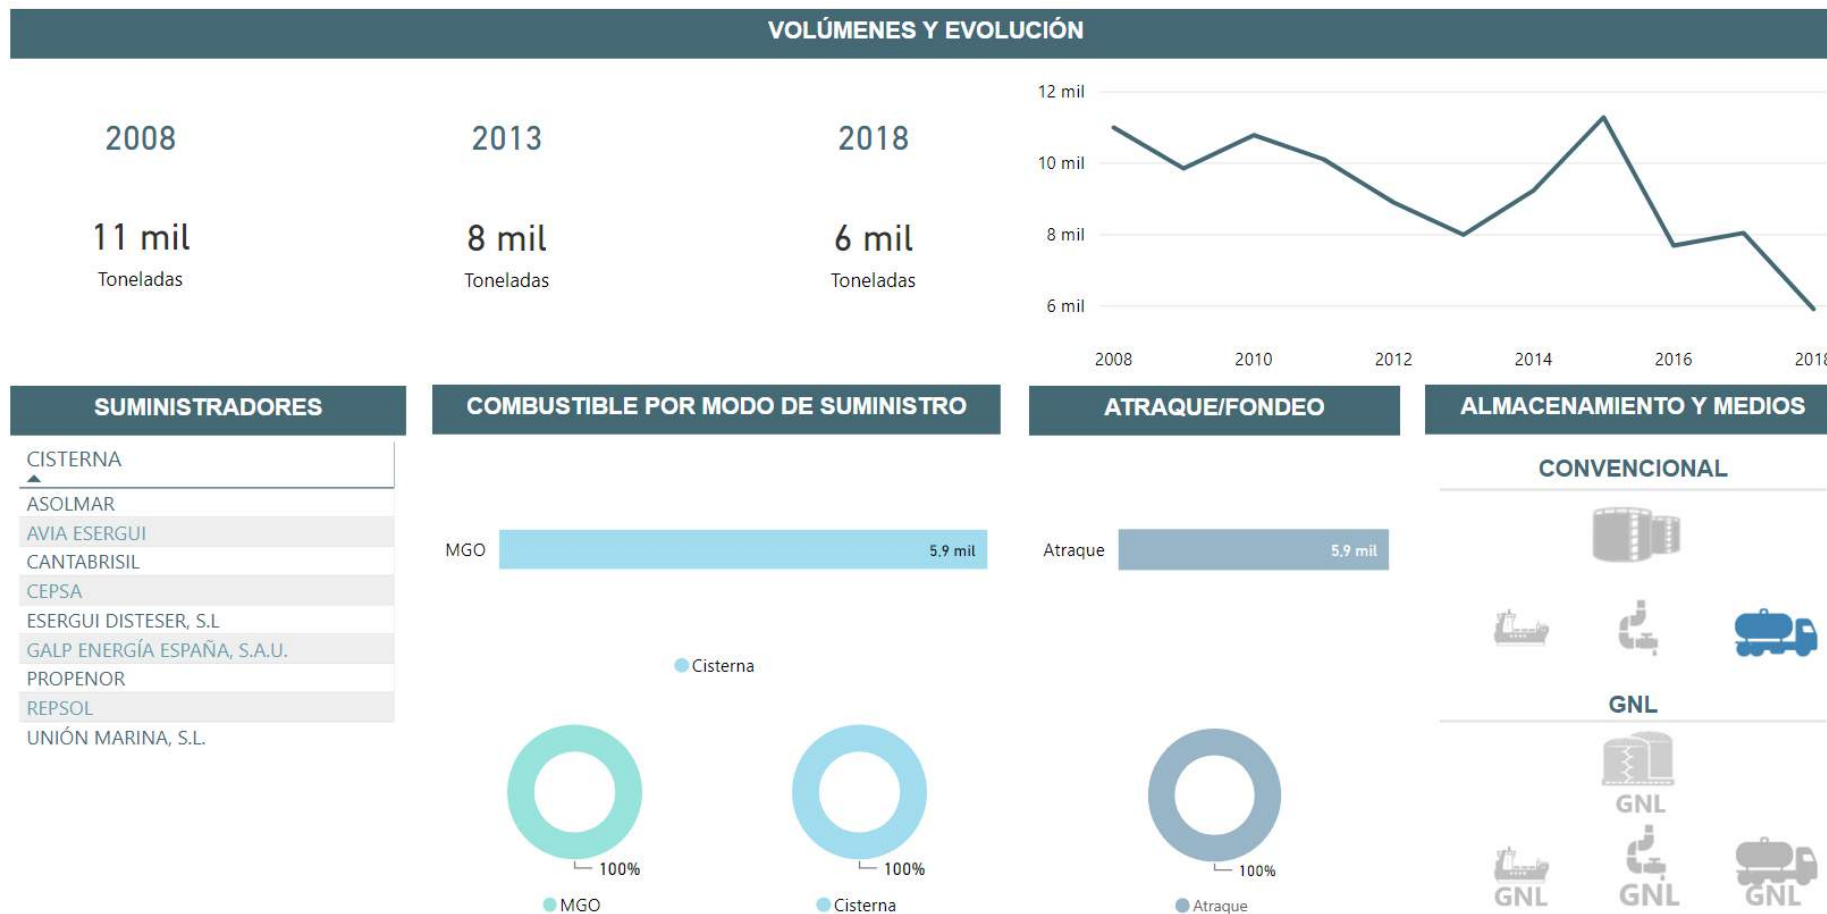 VOLÚMENES Y EVOLUCIÓN
2008
2013
2018
11 mil
8 mil
6 mil
Toneladas
Toneladas
Toneladas
12 mil
10 mil
8 mil
6 mil
2008
2010
2012
2014
2016
2018
SUMINISTRADORES
CISTERNA
ASOLMAR
AVIA ESERGUI
CANTABRISIL
CEPSA
ESERGUI DISTESER, S.L
GALP ENERGÍA ESPAÑA, S.A.U.
PROPENOR
REPSOL
UNIÓN MARINA, S.L.
COMBUSTIBLE POR MODO DE SUMINISTRO
MGO
5,9 mil
Cisterna
100%
MGO
100%
Cisterna
ATRAQUE/FONDEO
Atraque
5,9 mil
100%
Atraque
ALMACENAMIENTO Y MEDIOS
CONVENCIONAL
GNL
GNL
GNL
GNL
GNL